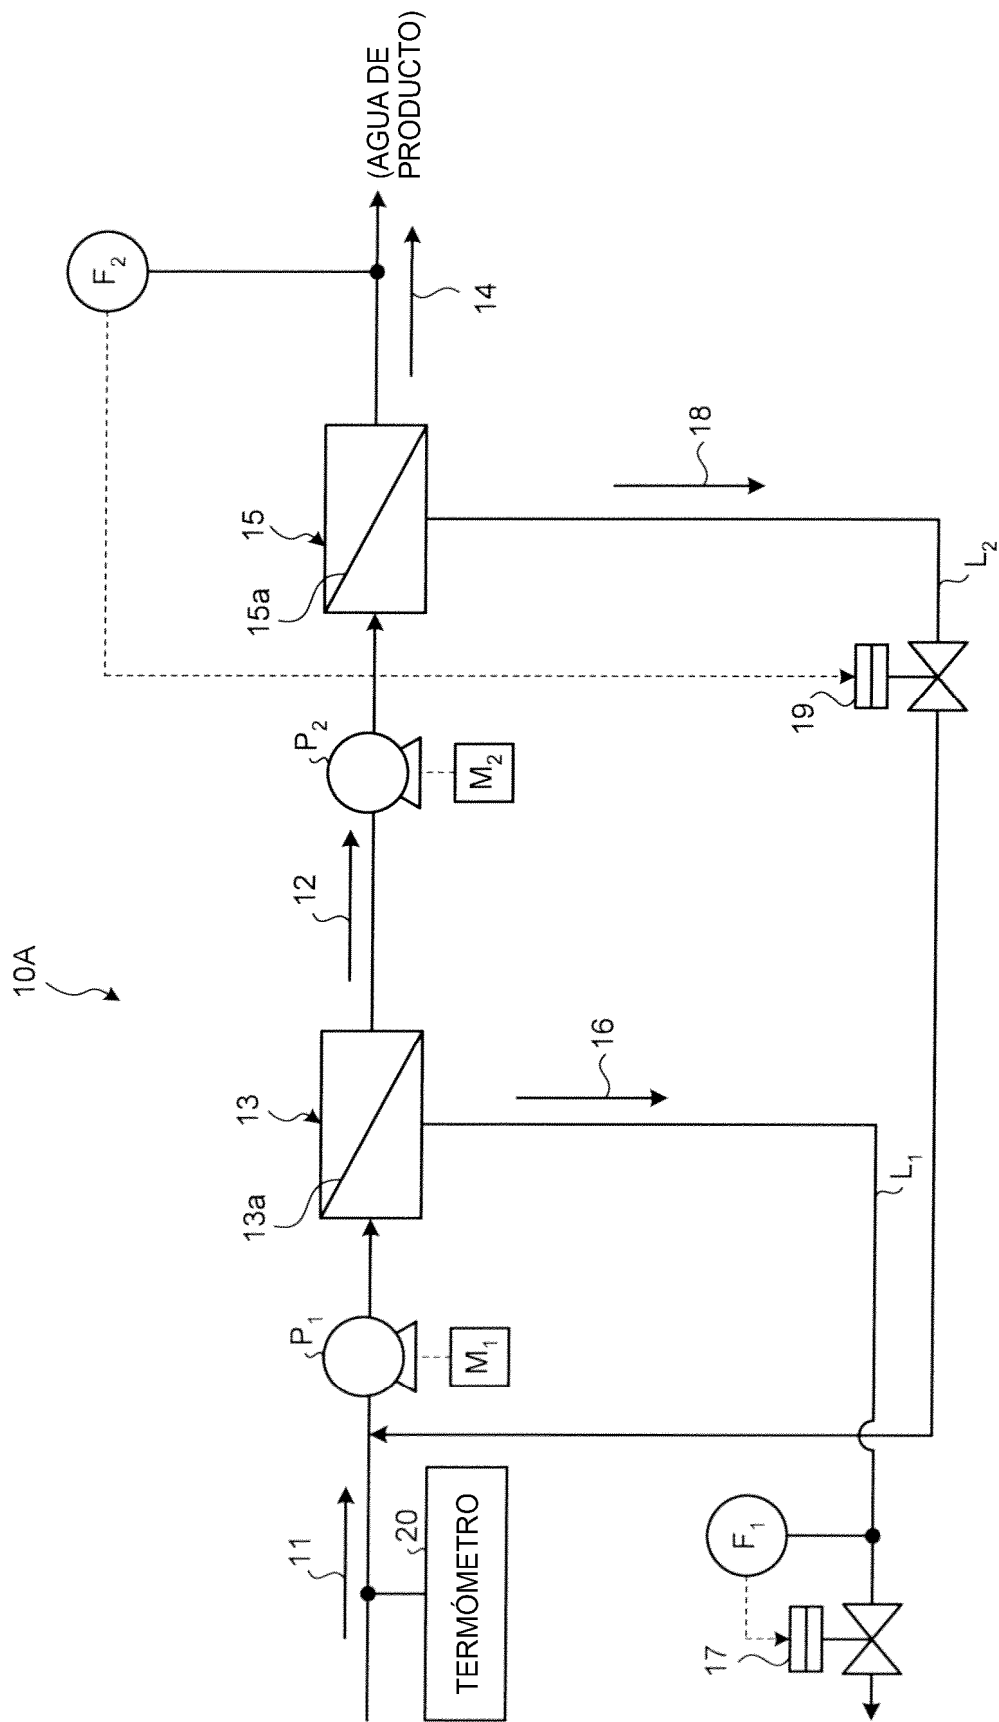 10A
F₂
(AGUA DE
PRODUCTO)
14
15
15a
18
P₂
M₂
19
L₂
12
13
13a
16
P₁
M₁
L₁
11
20
TERMÓMETRO
F₁
17